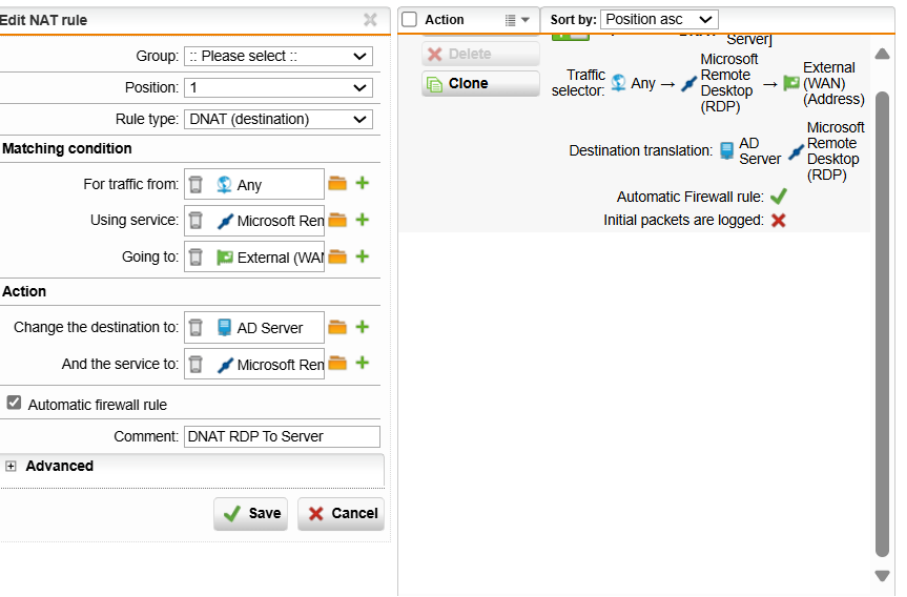 Edit NAT rule
Group: :: Please select ::
Position: 1
Rule type: DNAT (destination)
Matching condition
For traffic from: Any
Using service: Microsoft Ren
Going to: External (WAN
Action
Change the destination to: AD Server
And the service to: Microsoft Ren
Automatic firewall rule
Comment: DNAT RDP To Server
Advanced
Save Cancel
Action Sort by: Position asc
Delete
Clone
Server]
Traffic selector: Any → Microsoft Remote Desktop (RDP) → External (WAN) (Address)
Destination translation: AD Server Microsoft Remote Desktop (RDP)
Automatic Firewall rule:
Initial packets are logged: